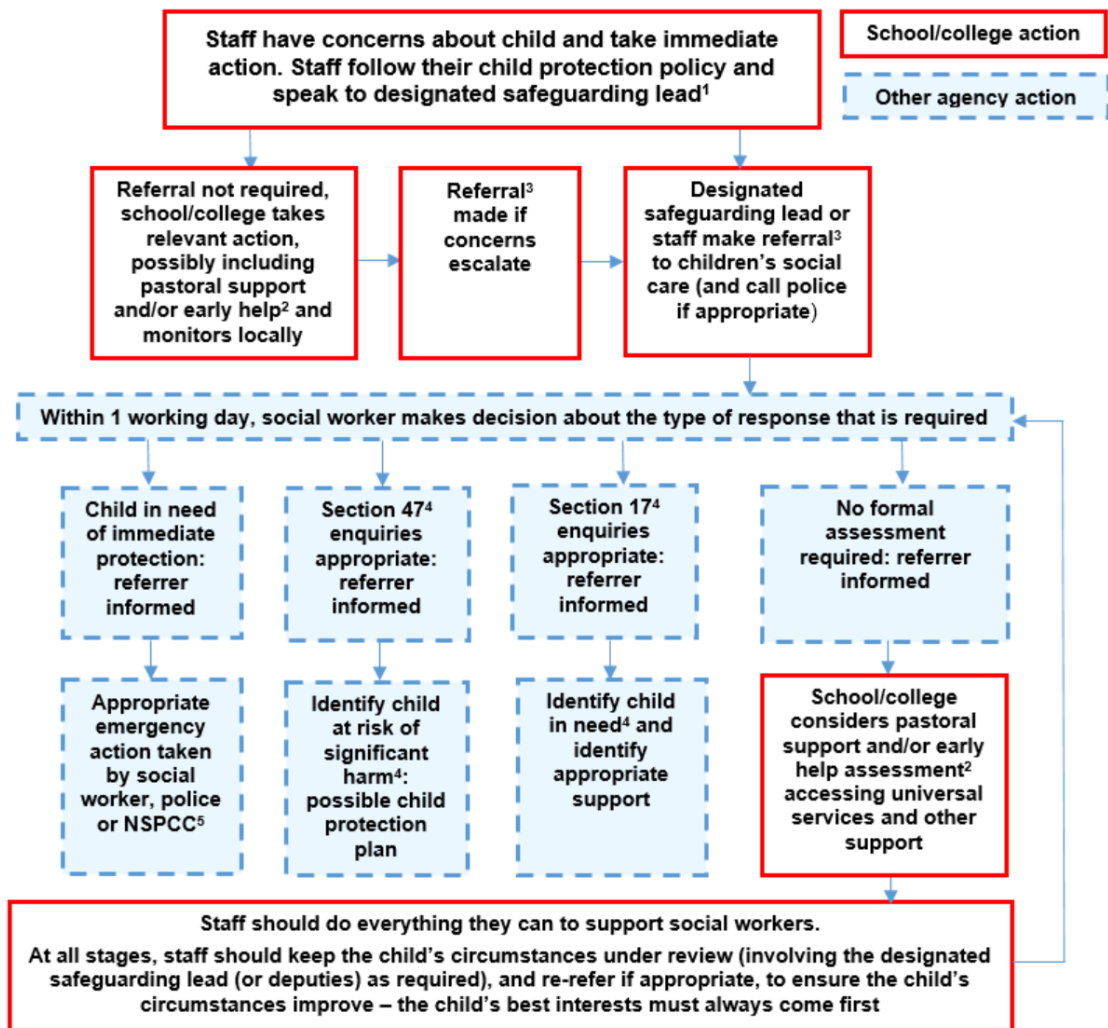 Staff have concerns about child and take immediate
action. Staff follow their child protection policy and
speak to designated safeguarding lead¹
School/college action
Other agency action
Referral not required,
school/college takes
relevant action,
possibly including
pastoral support
and/or early help² and
monitors locally
Referral³
made if
concerns
escalate
Designated
safeguarding lead or
staff make referral³
to children’s social
care (and call police
if appropriate)
Within 1 working day, social worker makes decision about the type of response that is required
Child in need
of immediate
protection:
referrer
informed
Section 47⁴
enquiries
appropriate:
referrer
informed
Section 17⁴
enquiries
appropriate:
referrer
informed
No formal
assessment
required: referrer
informed
Appropriate
emergency
action taken
by social
worker, police
or NSPCC⁵
Identify child
at risk of
significant
harm⁴:
possible child
protection
plan
Identify child
in need⁴ and
identify
appropriate
support
School/college
considers pastoral
support and/or early
help assessment²
accessing universal
services and other
support
Staff should do everything they can to support social workers.
At all stages, staff should keep the child’s circumstances under review (involving the designated
safeguarding lead (or deputies) as required), and re-refer if appropriate, to ensure the child’s
circumstances improve – the child’s best interests must always come first